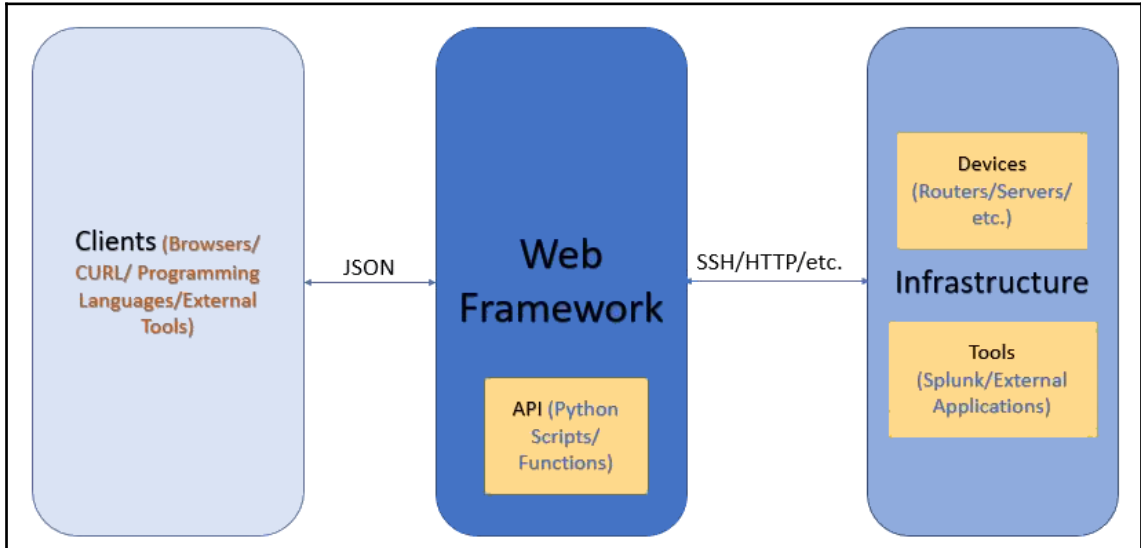 Clients (Browsers/
CURL/ Programming
Languages/External
Tools)
JSON
Web
Framework
API (Python
Scripts/
Functions)
SSH/HTTP/etc.
Devices
(Routers/Servers/
etc.)
Infrastructure
Tools
(Splunk/External
Applications)